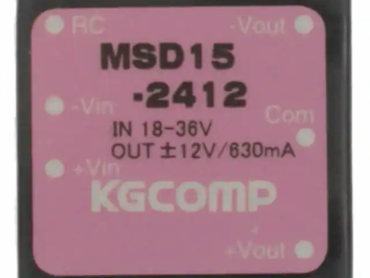 RC
-Vout
MSD15
-2412
-Vin
Com
IN 18-36V
OUT ±12V/630mA
+Vin
KGCOMP
+Vout